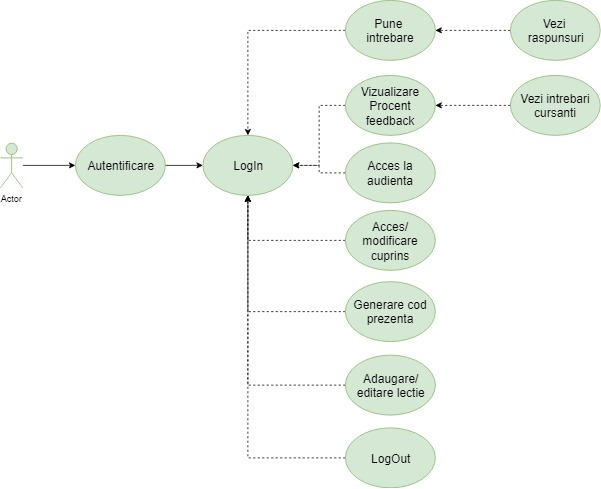 Pune
intrebare
Vezi
raspunsuri
Vizualizare
Procent
feedback
Vezi intrebari
cursanti
Actor
Autentificare
LogIn
Acces la
audienta
Acces/
modificare
cuprins
Generare cod
prezenta
Adaugare/
editare lectie
LogOut